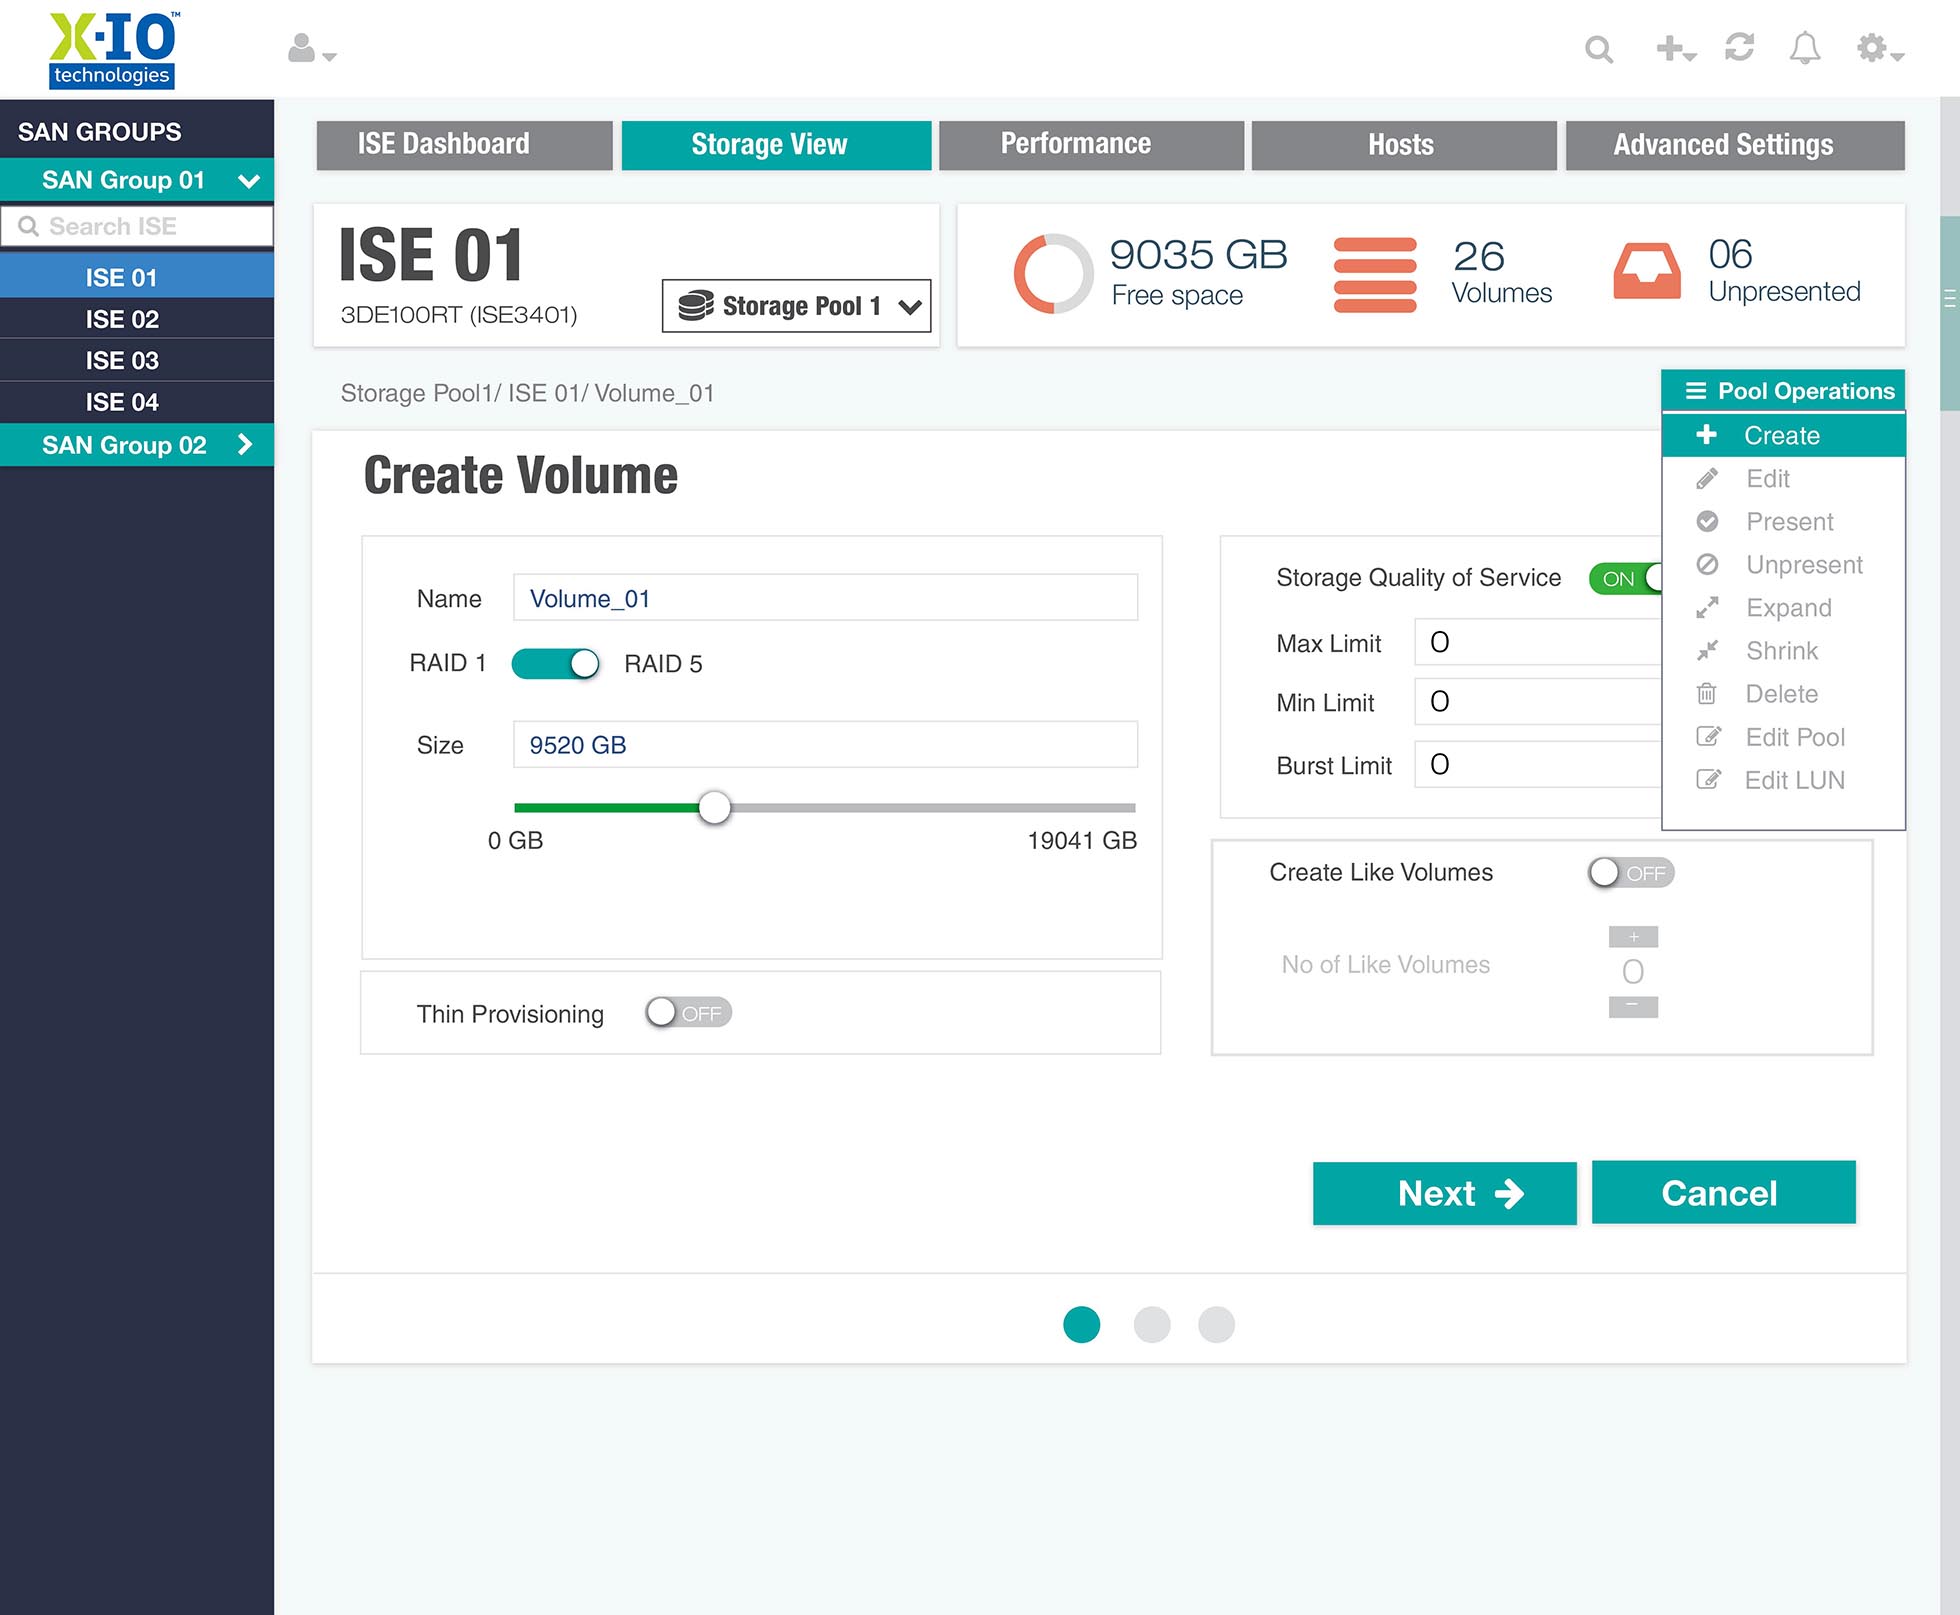 X-IO™
technologies
SAN GROUPS
SAN Group 01
Search ISE
ISE 01
ISE 02
ISE 03
ISE 04
SAN Group 02
ISE Dashboard
Storage View
Performance
Hosts
Advanced Settings
ISE 01
3DE100RT (ISE3401)
Storage Pool 1
9035 GB
Free space
26
Volumes
06
Unpresented
Storage Pool1/ ISE 01/ Volume_01
Pool Operations
Create
Edit
Present
Unpresent
Expand
Shrink
Delete
Edit Pool
Edit LUN
Create Volume
Name
Volume_01
RAID 1
RAID 5
Size
9520 GB
0 GB
19041 GB
Thin Provisioning
OFF
Storage Quality of Service
ON
Max Limit
0
Min Limit
0
Burst Limit
0
Create Like Volumes
OFF
No of Like Volumes
+
0
−
Next
Cancel